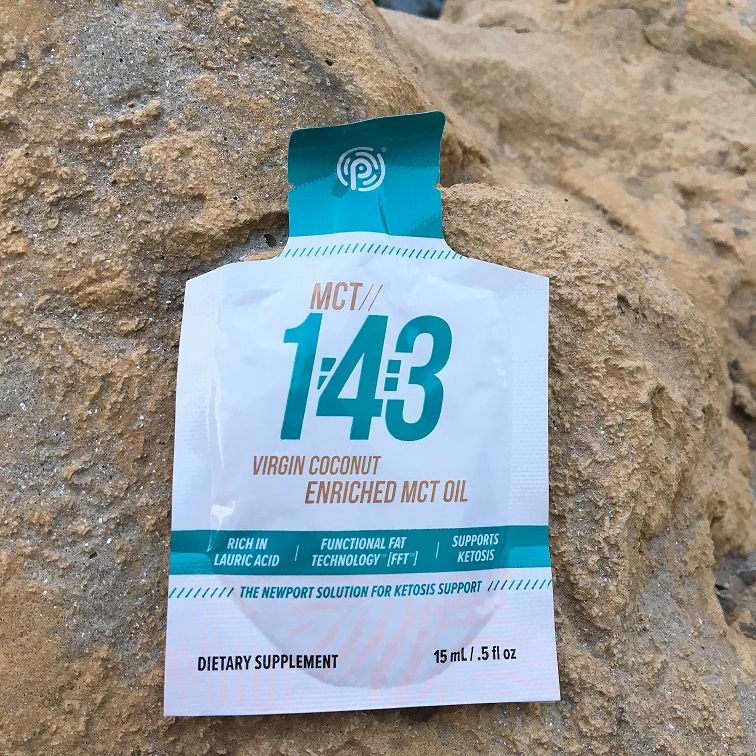 MCT//
1:4:3
VIRGIN COCONUT
ENRICHED MCT OIL
RICH IN
LAURIC ACID
FUNCTIONAL FAT
TECHNOLOGY™ [FFT™]
SUPPORTS
KETOSIS
THE NEWPORT SOLUTION FOR KETOSIS SUPPORT
DIETARY SUPPLEMENT
15 mL / .5 fl oz